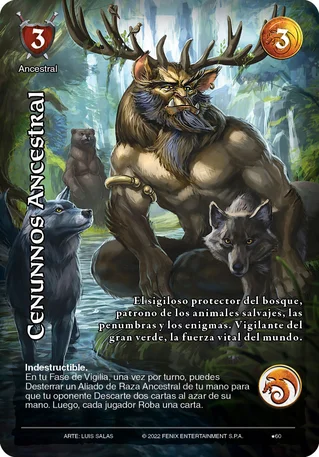 3
3
Ancestral
Cenunnos Ancestral
El sigiloso protector del bosque,
patrono de los animales salvajes, las
penumbras y los enigmas. Vigilante del
gran verde, la fuerza vital del mundo.
Indestructible.
En tu Fase de Vigilia, una vez por turno, puedes
Desterrar un Aliado de Raza Ancestral de tu mano para
que tu oponente Descarte dos cartas al azar de su
mano. Luego, cada jugador Roba una carta.
ARTE: LUIS SALAS © 2022 FENIX ENTERTAINMENT S.P.A. ●60